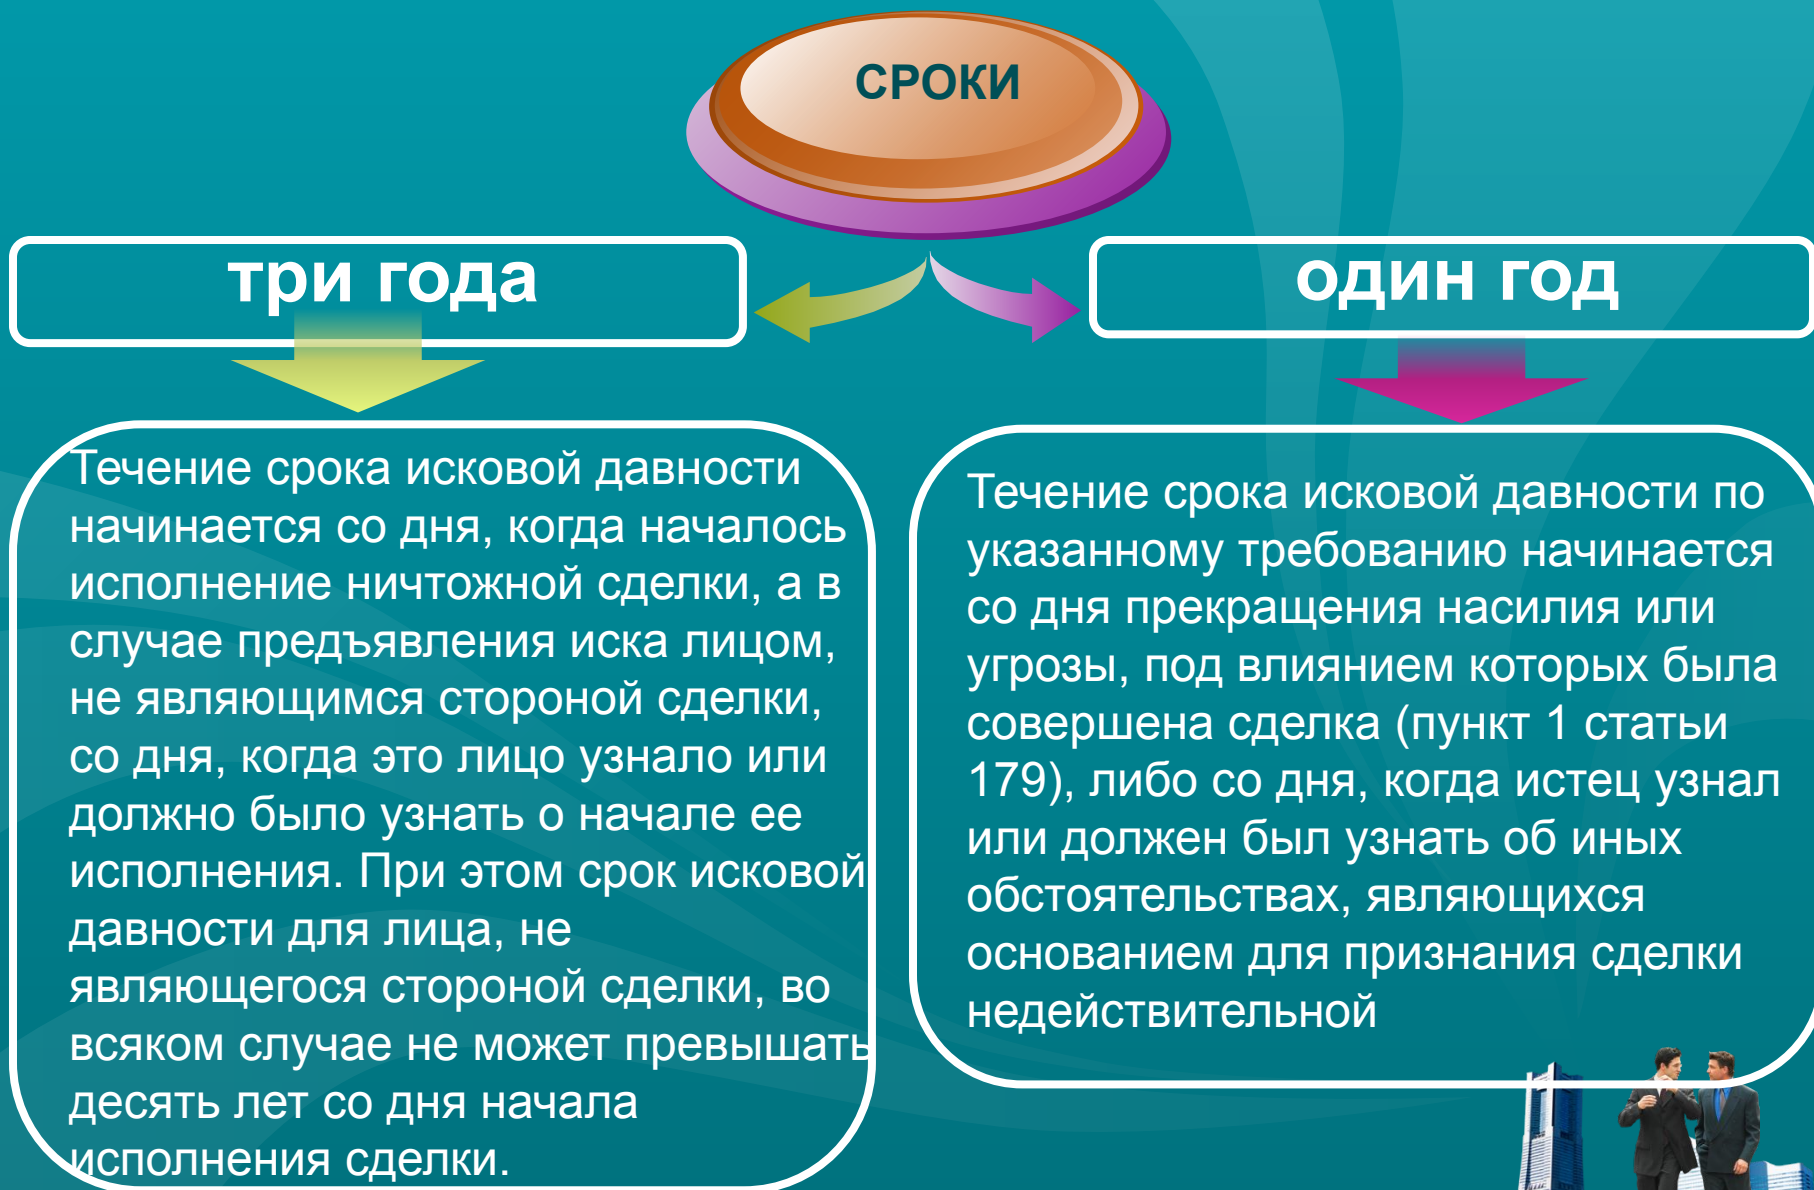 СРОКИ
три года
один год
Течение срока исковой давности
начинается со дня, когда началось
исполнение ничтожной сделки, а в
случае предъявления иска лицом,
не являющимся стороной сделки,
со дня, когда это лицо узнало или
должно было узнать о начале ее
исполнения. При этом срок исковой
давности для лица, не
являющегося стороной сделки, во
всяком случае не может превышать
десять лет со дня начала
исполнения сделки.
Течение срока исковой давности по
указанному требованию начинается
со дня прекращения насилия или
угрозы, под влиянием которых была
совершена сделка (пункт 1 статьи
179), либо со дня, когда истец узнал
или должен был узнать об иных
обстоятельствах, являющихся
основанием для признания сделки
недействительной